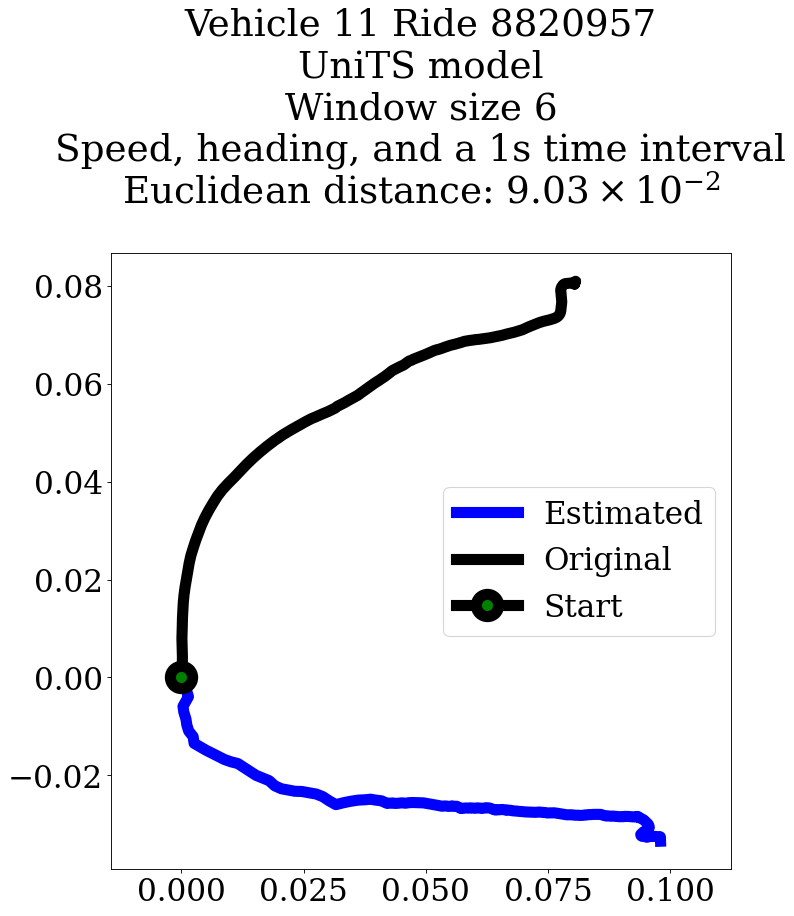 Vehicle 11 Ride 8820957
UniTS model
Window size 6
Speed, heading, and a 1s time interval
Euclidean distance: 9.03 × 10⁻²
0.08
0.06
0.04
0.02
0.00
−0.02
Estimated
Original
Start
0.000 0.025 0.050 0.075 0.100